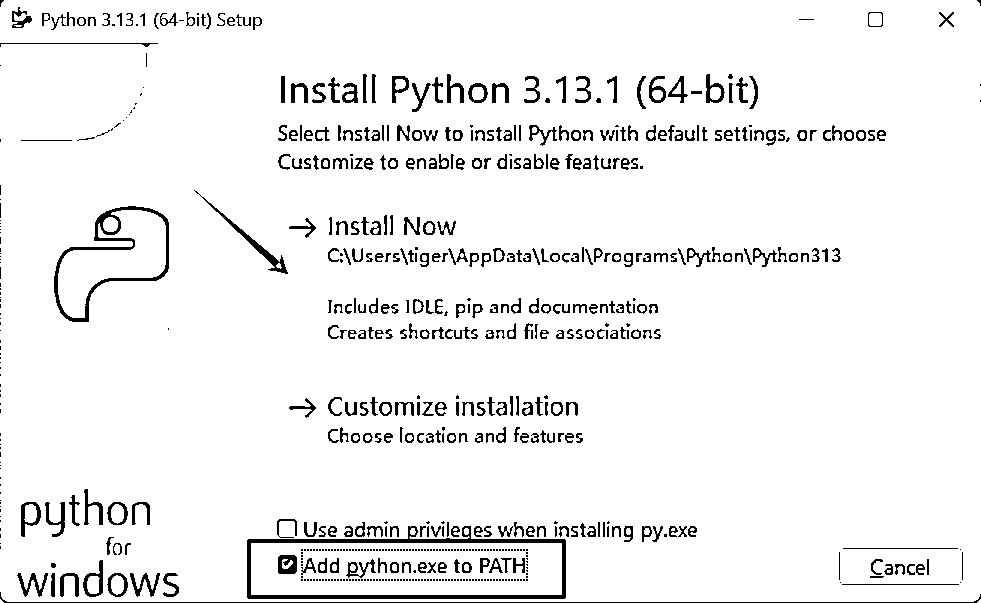 Python 3.13.1 (64-bit) Setup
Install Python 3.13.1 (64-bit)
Select Install Now to install Python with default settings, or choose
Customize to enable or disable features.
Install Now
C:\Users\tiger\AppData\Local\Programs\Python\Python313
Includes IDLE, pip and documentation
Creates shortcuts and file associations
Customize installation
Choose location and features
Use admin privileges when installing py.exe
Add python.exe to PATH
Cancel
python
for
windows